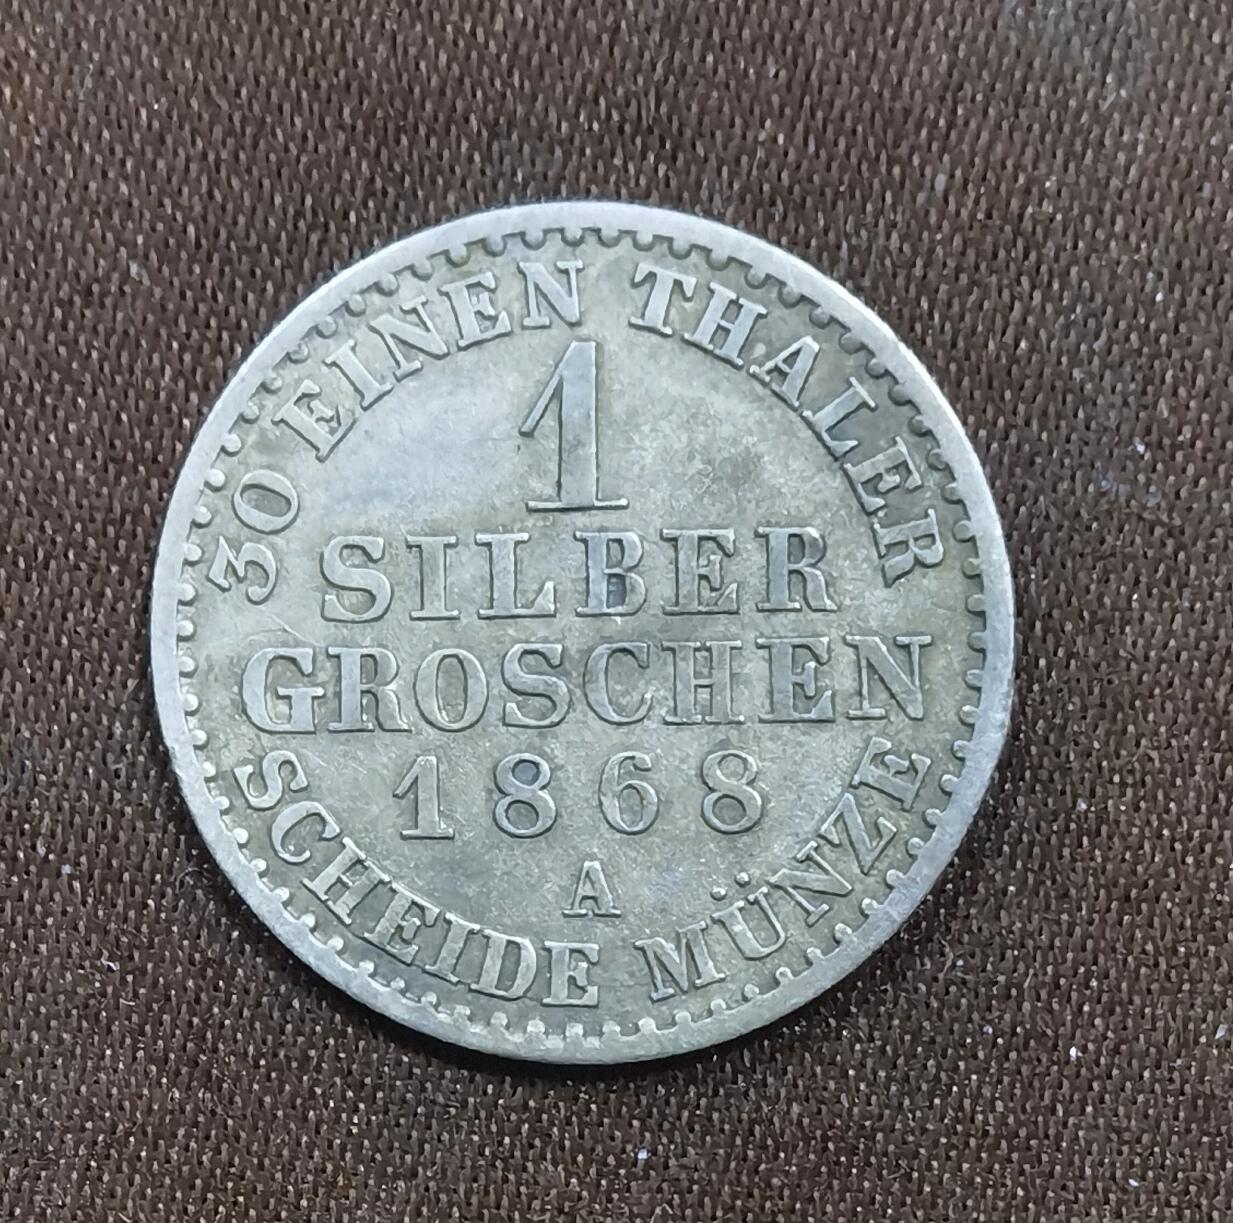 30 EINEN THALER
1
SILBER
GROSCHEN
1868
A
SCHEIDE MÜNZE